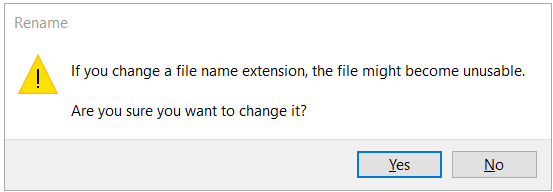 Rename
If you change a file name extension, the file might become unusable.
Are you sure you want to change it?
Yes
No